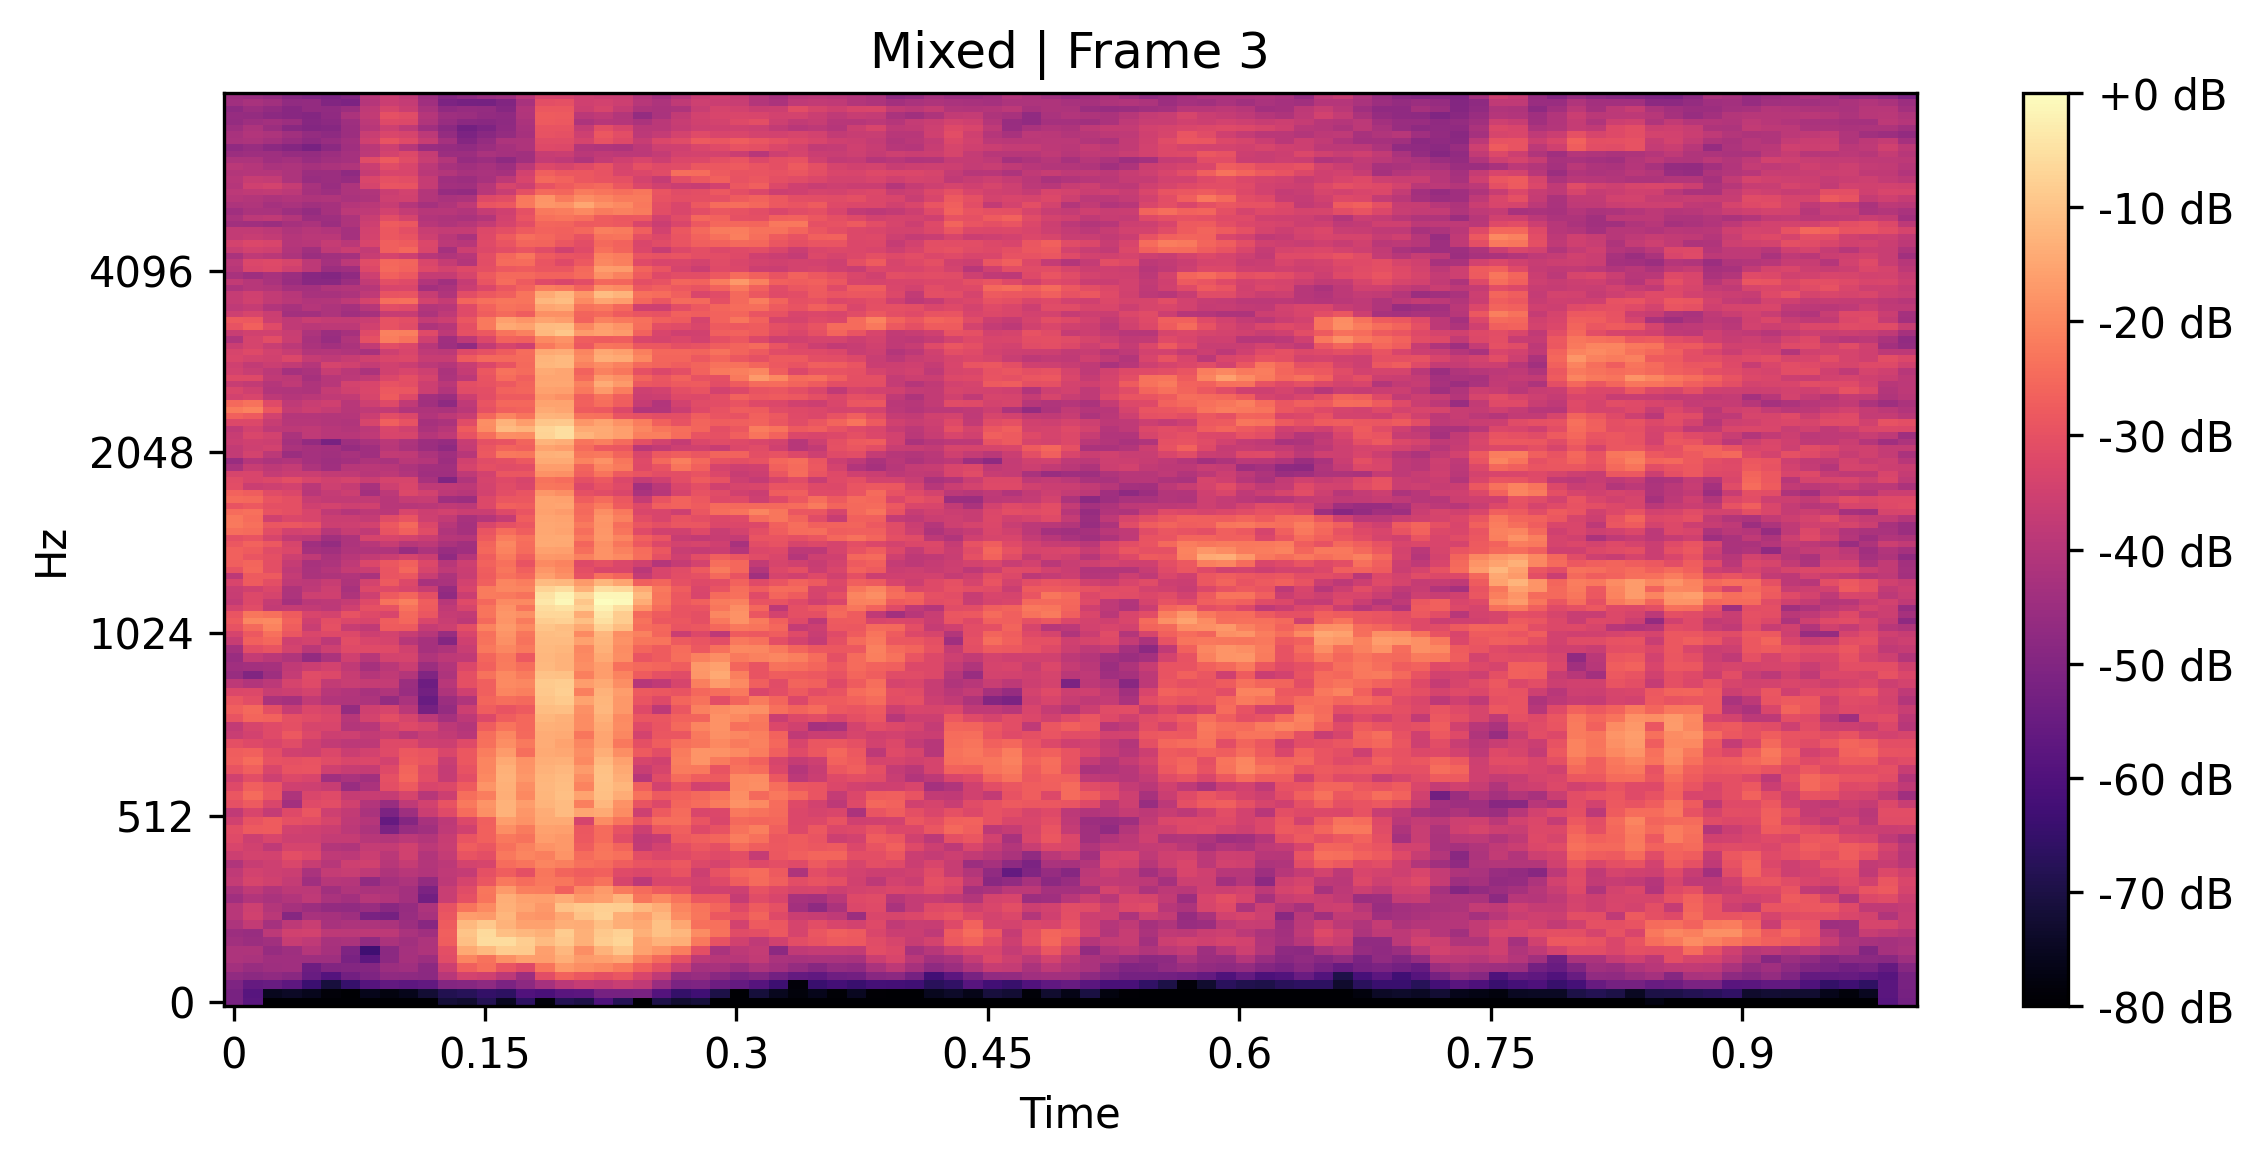 Mixed | Frame 3
+0 dB
-10 dB
-20 dB
-30 dB
-40 dB
-50 dB
-60 dB
-70 dB
-80 dB
Hz
4096
2048
1024
512
0
0 0.15 0.3 0.45 0.6 0.75 0.9
Time